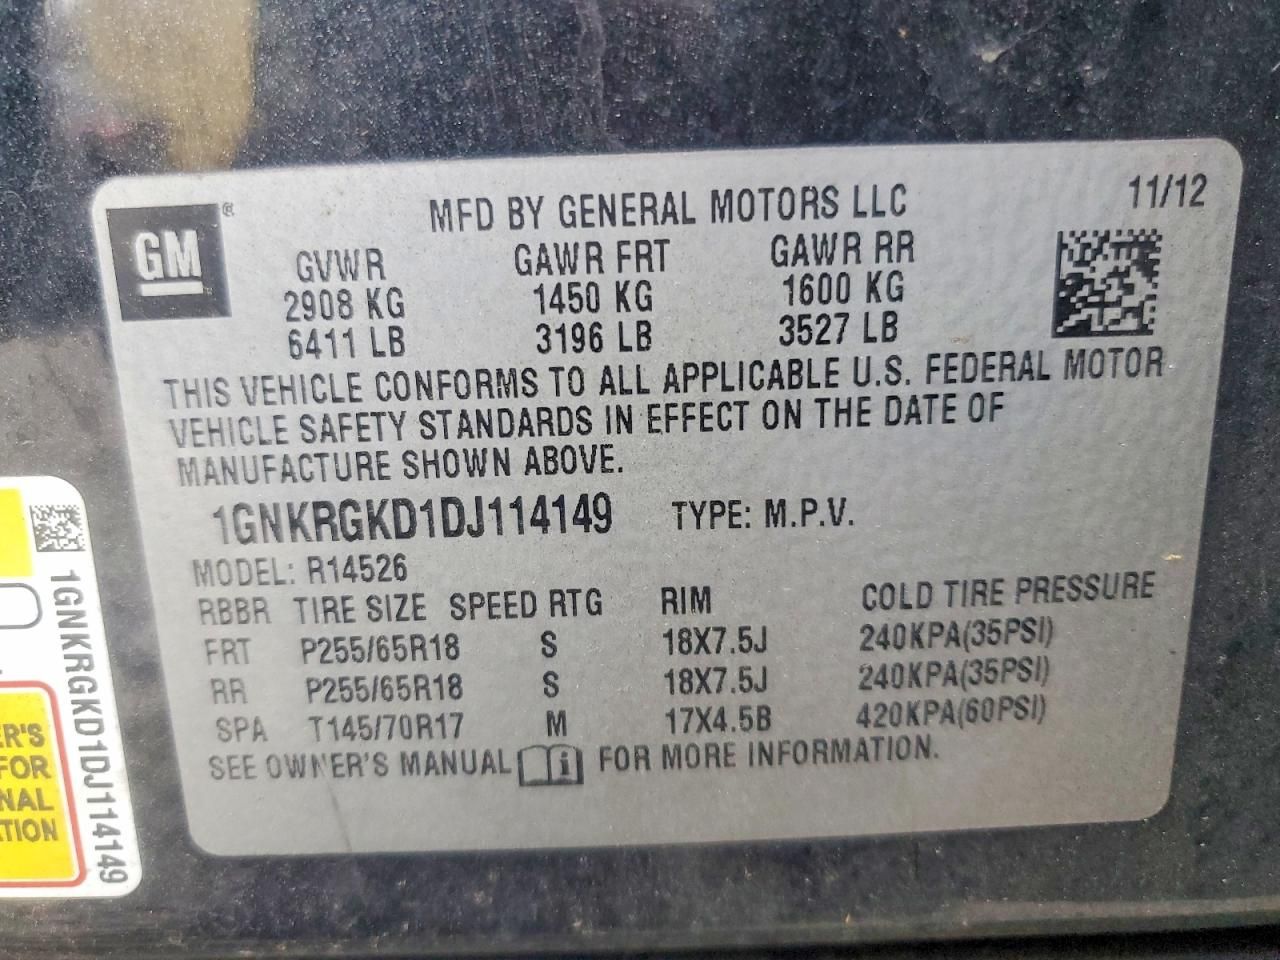 GM®
MFD BY GENERAL MOTORS LLC 11/12
GVWR GAWR FRT GAWR RR
2908 KG 1450 KG 1600 KG
6411 LB 3196 LB 3527 LB
THIS VEHICLE CONFORMS TO ALL APPLICABLE U.S. FEDERAL MOTOR
VEHICLE SAFETY STANDARDS IN EFFECT ON THE DATE OF
MANUFACTURE SHOWN ABOVE.
1GNKRGKD1DJ114149 TYPE: M.P.V.
MODEL: R14526
RBBR TIRE SIZE SPEED RTG RIM COLD TIRE PRESSURE
FRT P255/65R18 S 18X7.5J 240KPA(35PSI)
RR P255/65R18 S 18X7.5J 240KPA(35PSI)
SPA T145/70R17 M 17X4.5B 420KPA(60PSI)
SEE OWNER'S MANUAL i FOR MORE INFORMATION.
1GNKRGKD1DJ114149
ER'S
FOR
NAL
TION